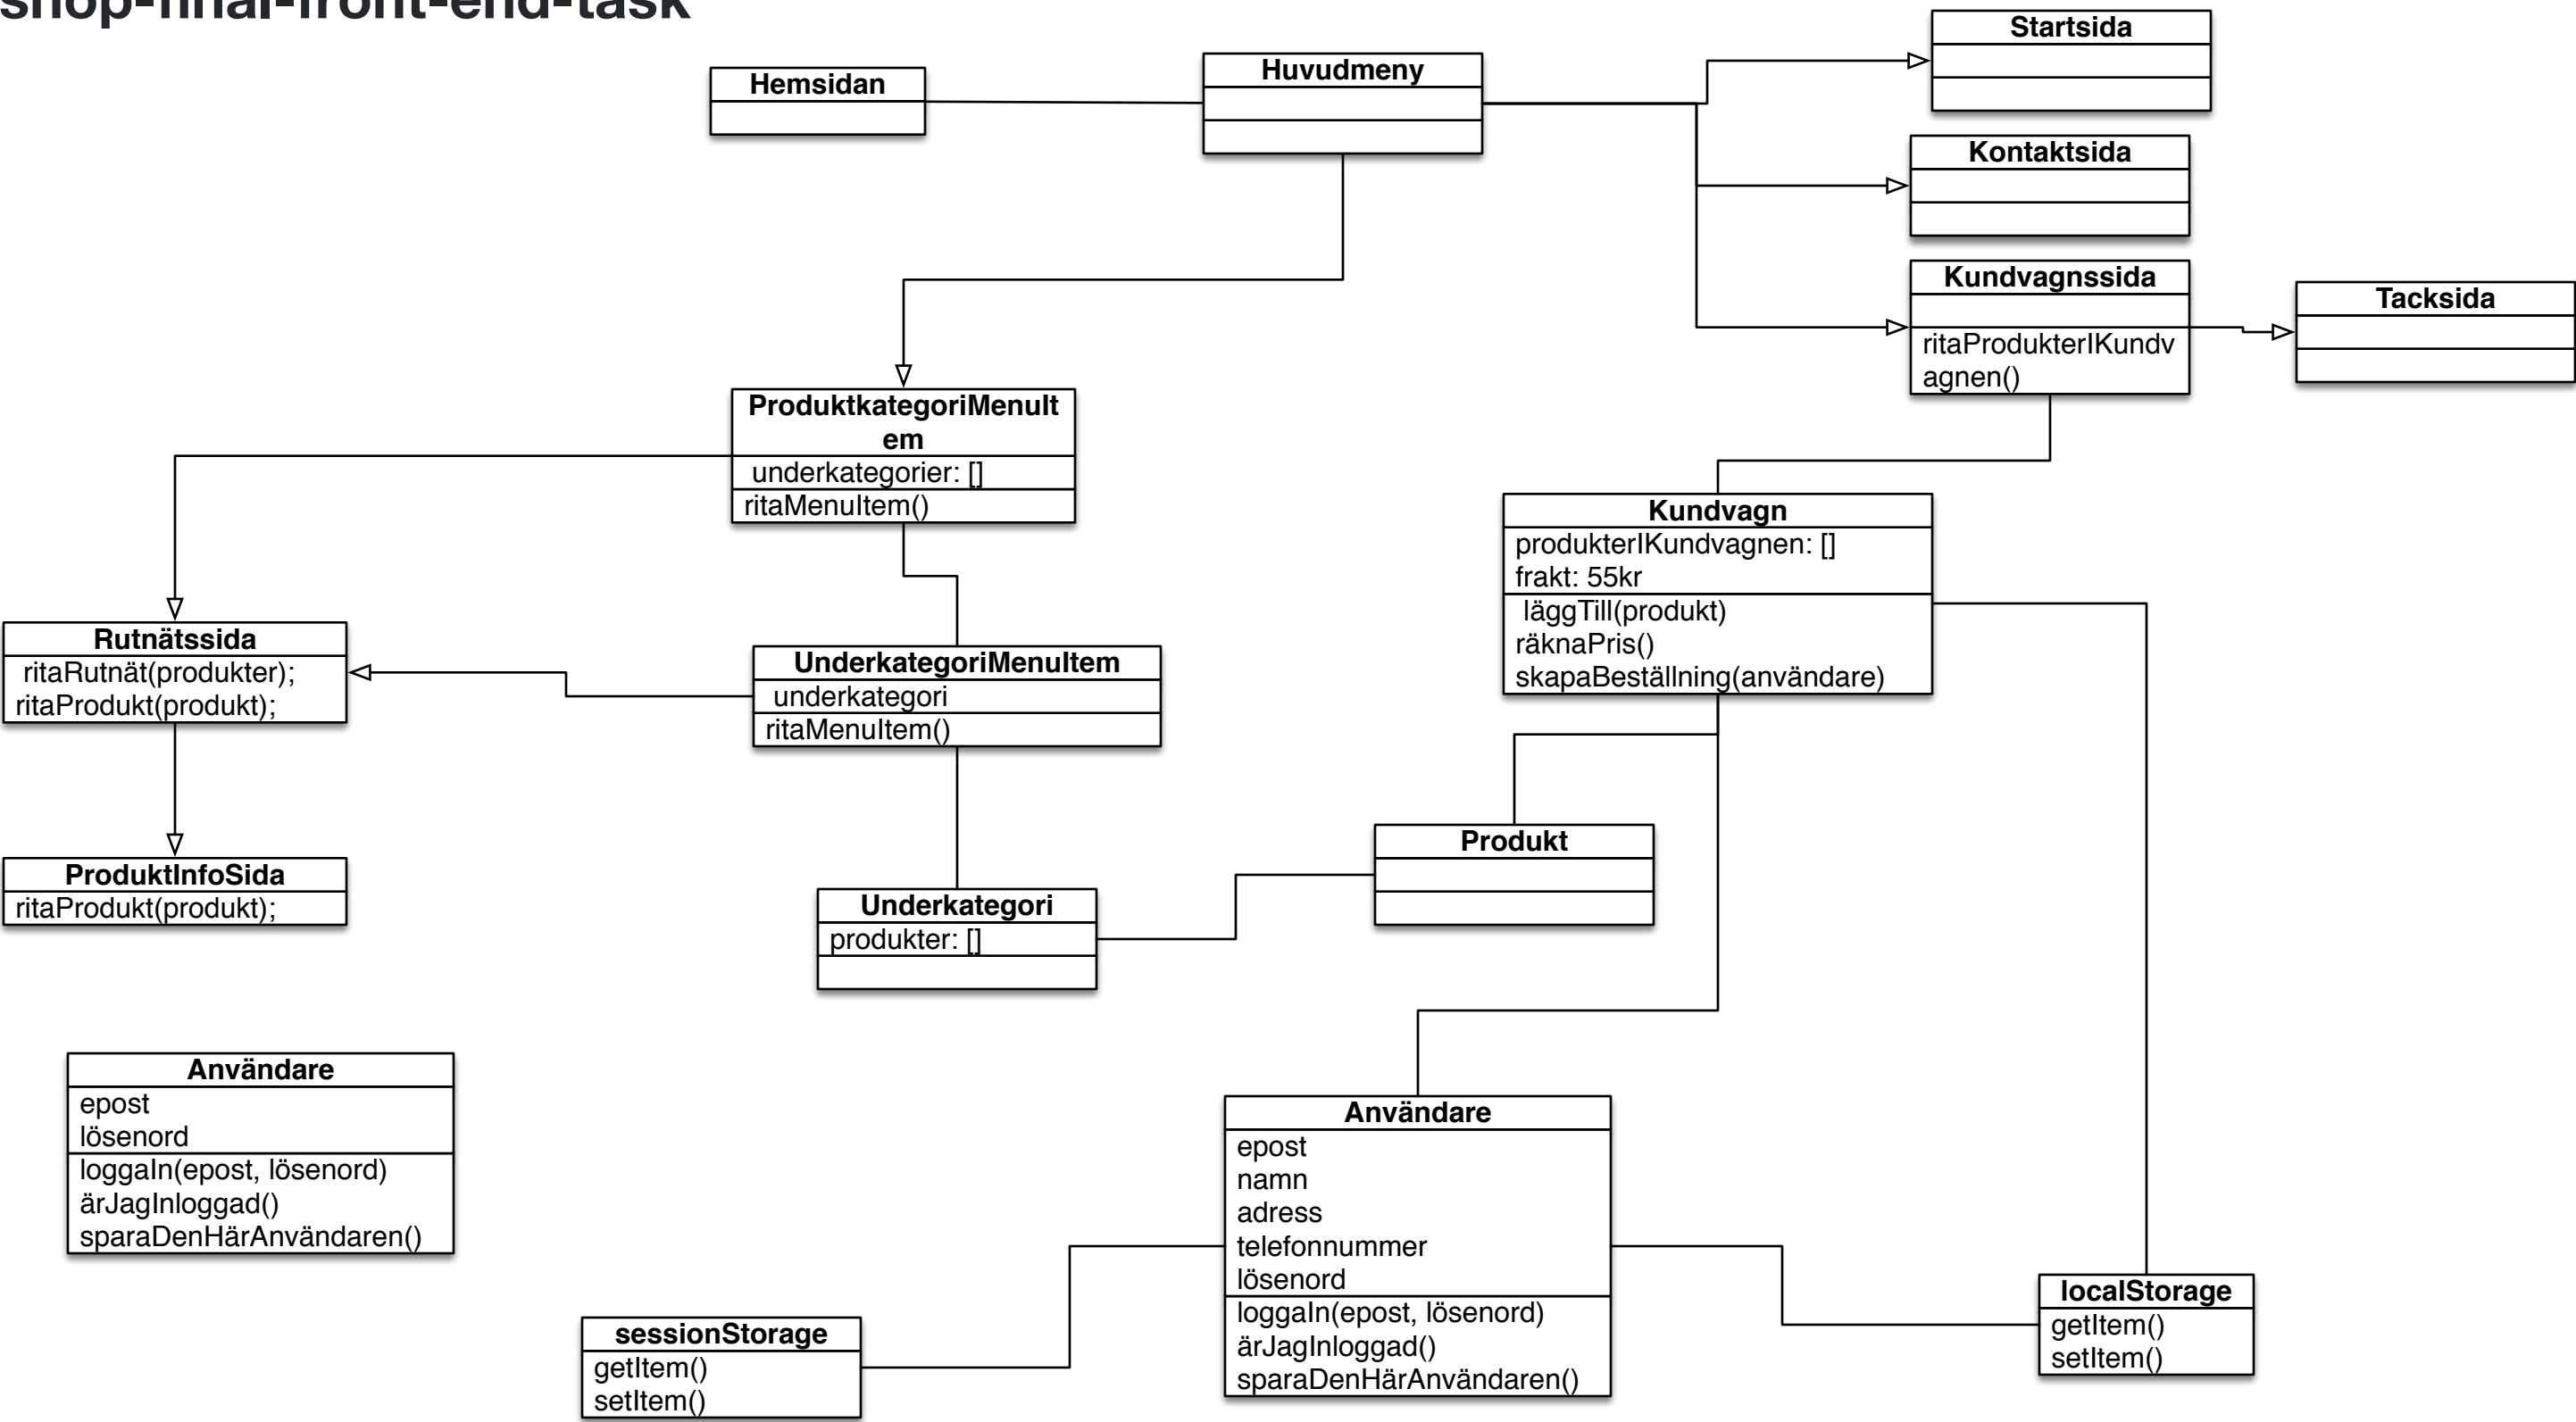 shop-final-front-end-task
Startsida
Hemsidan
Huvudmeny
Kontaktsida
Kundvagnssida
ritaProdukterIKundv
agnen()
Tacksida
ProduktkategoriMenuIt
em
underkategorier: []
ritaMenuItem()
Kundvagn
produkterIKundvagnen: []
frakt: 55kr
läggTill(produkt)
räknaPris()
skapaBeställning(användare)
Rutnätssida
ritaRutnät(produkter);
ritaProdukt(produkt);
UnderkategoriMenuItem
underkategori
ritaMenuItem()
Produkt
ProduktInfoSida
ritaProdukt(produkt);
Underkategori
produkter: []
Användare
epost
lösenord
loggaIn(epost, lösenord)
ärJagInloggad()
sparaDenHärAnvändaren()
Användare
epost
namn
adress
telefonnummer
lösenord
loggaIn(epost, lösenord)
ärJagInloggad()
sparaDenHärAnvändaren()
sessionStorage
getItem()
setItem()
localStorage
getItem()
setItem()